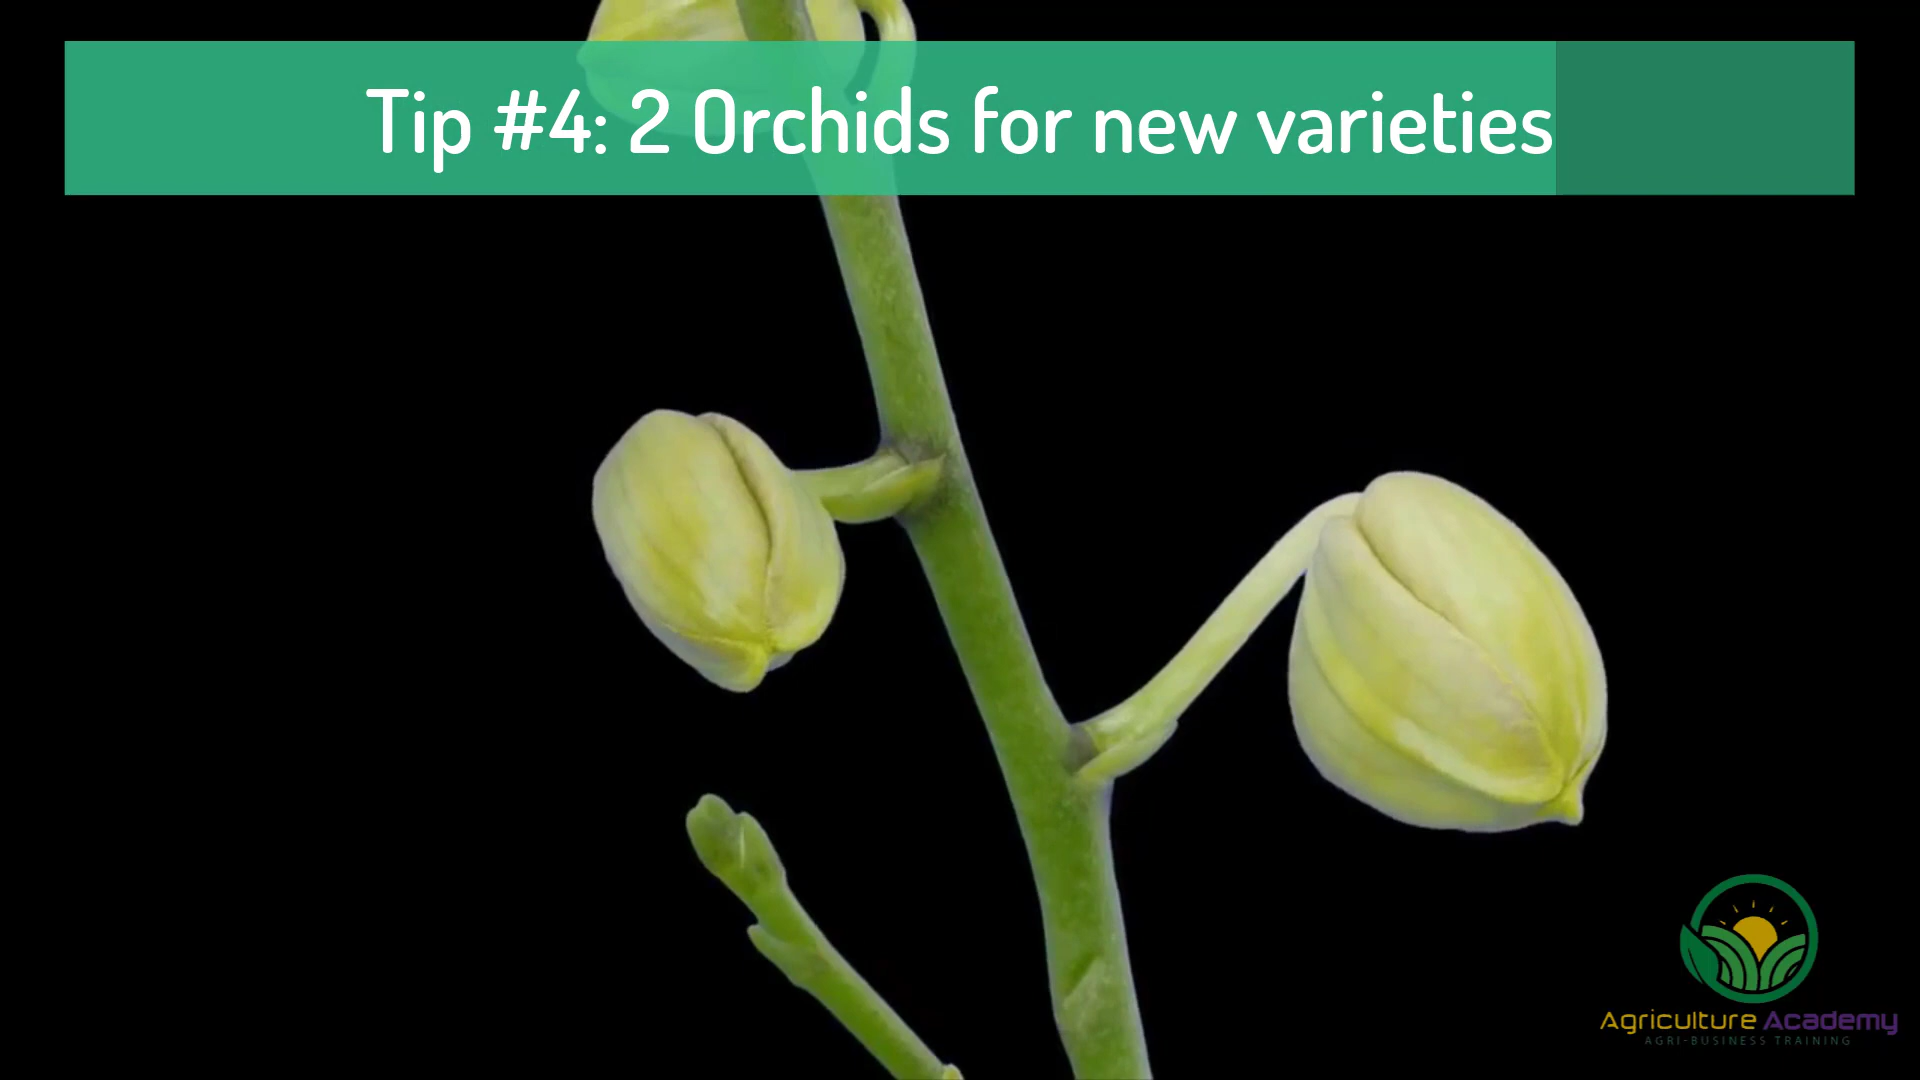 Tip #4: 2 Orchids for new varieties
Agriculture Academy
AGRI-BUSINESS TRAINING